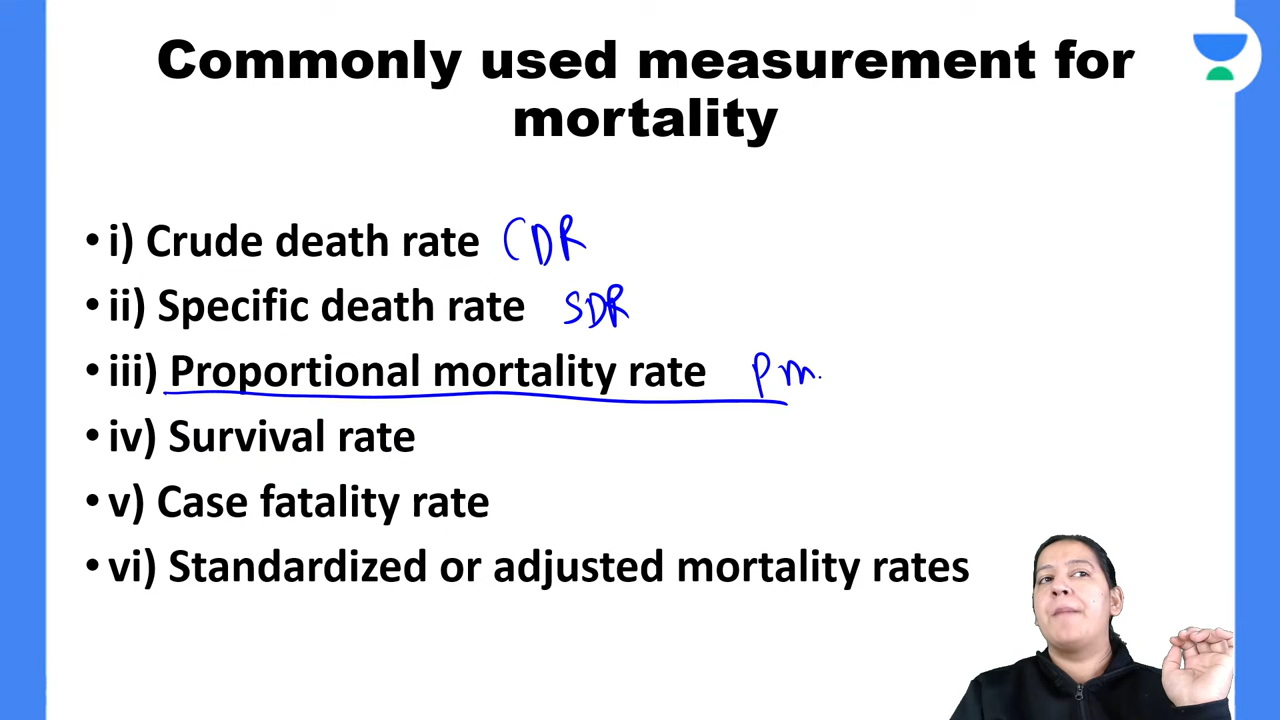 Commonly used measurement for
mortality
• i) Crude death rate CDR
• ii) Specific death rate SDR
• iii) Proportional mortality rate pm
• iv) Survival rate
• v) Case fatality rate
• vi) Standardized or adjusted mortality rates